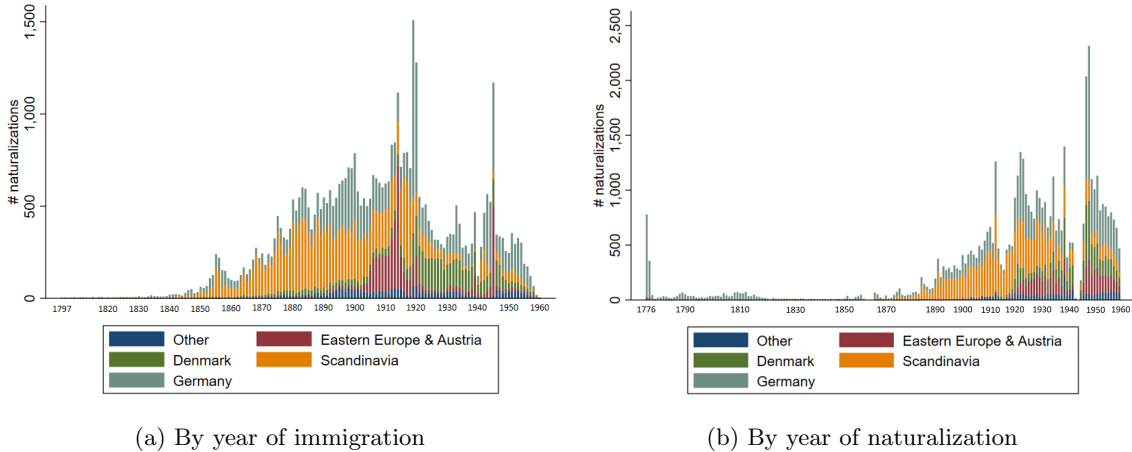 # naturalizations
1,500
1,000
500
0
1797 1820 1830 1840 1850 1860 1870 1880 1890 1900 1910 1920 1930 1940 1950 1960
Other
Eastern Europe & Austria
Denmark
Scandinavia
Germany
(a) By year of immigration
# naturalizations
2,500
2,000
1,500
1,000
500
0
1776 1790 1810 1830 1850 1870 1890 1900 1910 1920 1930 1940 1950 1960
Other
Eastern Europe & Austria
Denmark
Scandinavia
Germany
(b) By year of naturalization